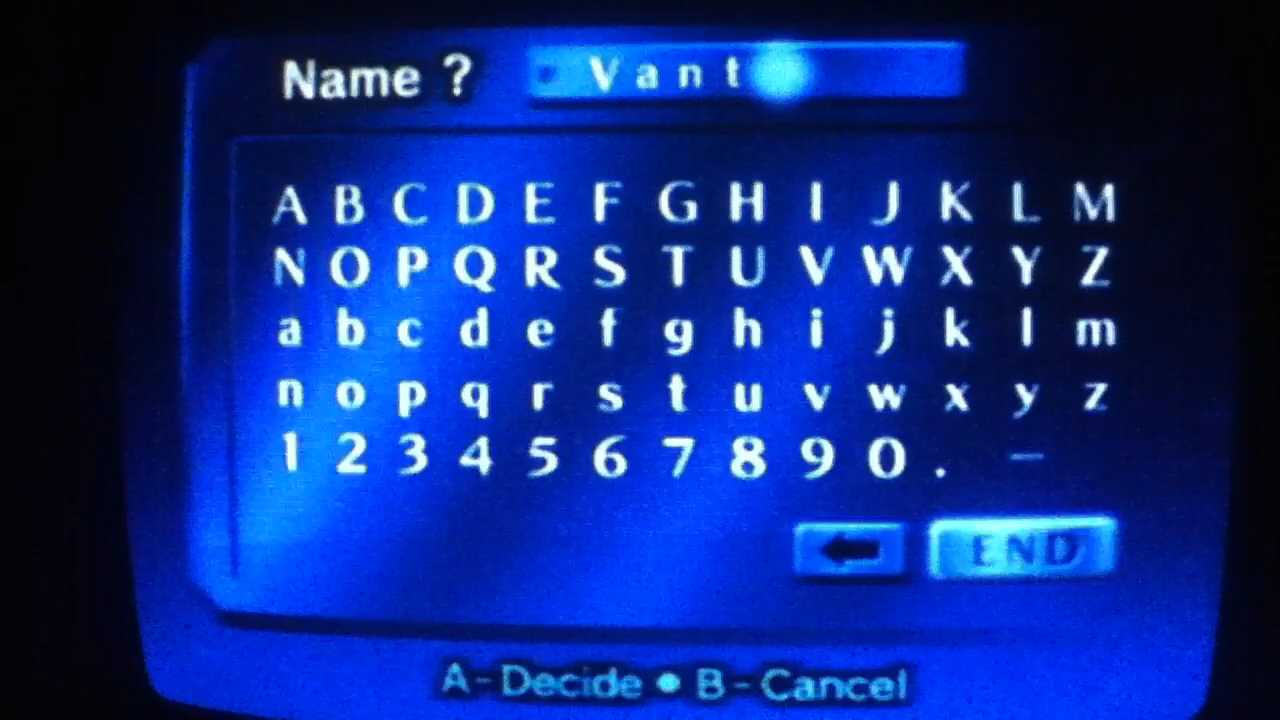 Name ? Vant
A B C D E F G H I J K L M
N O P Q R S T U V W X Y Z
a b c d e f g h i j k l m
n o p q r s t u v w x y z
1 2 3 4 5 6 7 8 9 0 . -
END
A-Decide • B-Cancel